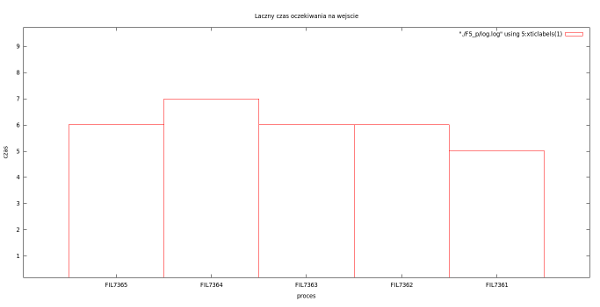 Laczny czas oczekiwania na wejscie
"./F5_p/log.log" using 5:xticlabels(1)
9
8
7
6
5
4
3
2
1
czas
FIL7365 FIL7364 FIL7363 FIL7362 FIL7361
proces